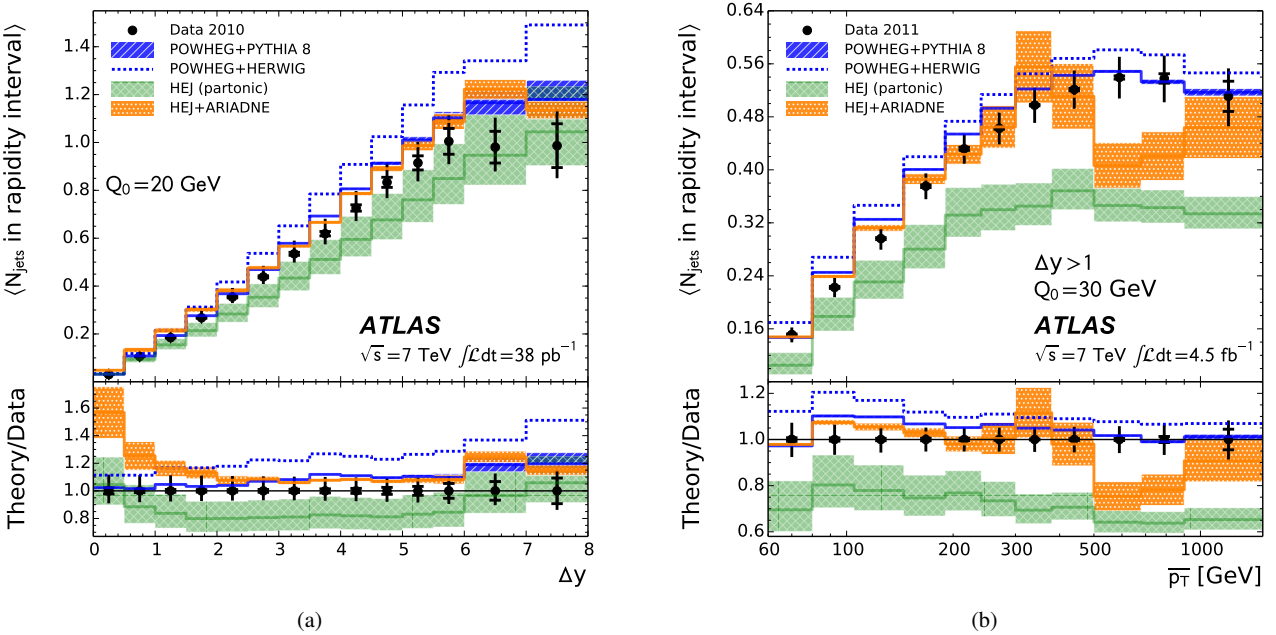 ⟨N_jets in rapidity interval⟩
1.4
1.2
1.0
0.8
0.6
0.4
0.2
Data 2010
POWHEG+PYTHIA 8
POWHEG+HERWIG
HEJ (partonic)
HEJ+ARIADNE
Q₀=20 GeV
ATLAS
√s=7 TeV ∫ℒdt=38 pb⁻¹
Theory/Data
1.6
1.4
1.2
1.0
0.8
0 1 2 3 4 5 6 7 8
Δy
(a)
⟨N_jets in rapidity interval⟩
0.64
0.56
0.48
0.40
0.32
0.24
0.16
Data 2011
POWHEG+PYTHIA 8
POWHEG+HERWIG
HEJ (partonic)
HEJ+ARIADNE
Δy>1
Q₀=30 GeV
ATLAS
√s=7 TeV ∫ℒdt=4.5 fb⁻¹
Theory/Data
1.2
1.0
0.8
0.6
60 100 200 300 500 1000
p̅_T̅ [GeV]
(b)